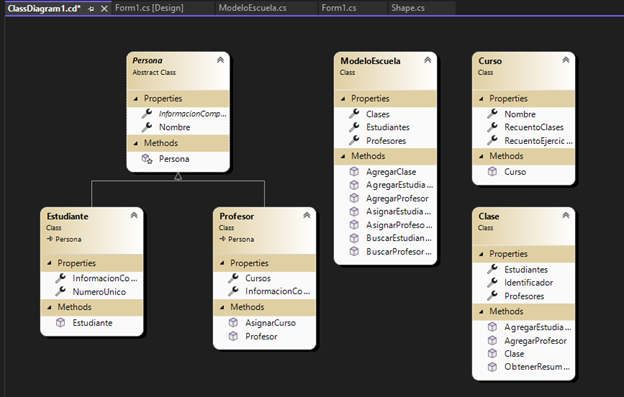 ClassDiagram1.cd* Form1.cs [Design] ModeloEscuela.cs Form1.cs Shape.cs
Persona
Abstract Class
Properties
InformacionComp...
Nombre
Methods
Persona
Estudiante
Class
Persona
Properties
InformacionCo...
NumeroUnico
Methods
Estudiante
Profesor
Class
Persona
Properties
Cursos
InformacionCo...
Methods
AsignarCurso
Profesor
ModeloEscuela
Class
Properties
Clases
Estudiantes
Profesores
Methods
AgregarClase
AgregarEstudia...
AgregarProfesor
AsignarEstudia...
AsignarProfeso...
BuscarEstudian...
BuscarProfesor...
Curso
Class
Properties
Nombre
RecuentoClases
RecuentoEjercic...
Methods
Curso
Clase
Class
Properties
Estudiantes
Identificador
Profesores
Methods
AgregarEstudia...
AgregarProfesor
Clase
ObtenerResum...